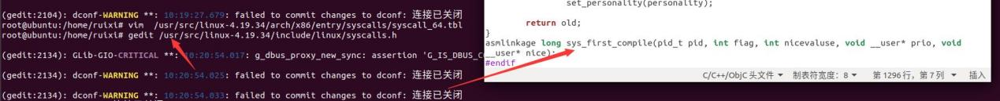 (gedit:2104): dconf-WARNING **: 10:19:27.679: failed to commit changes to dconf: 连接已关闭
root@ubuntu:/home/ruixi# vim  /usr/src/linux-4.19.34/arch/x86/entry/syscalls/syscall_64.tbl
root@ubuntu:/home/ruixi# gedit /usr/src/linux-4.19.34/include/linux/syscalls.h
(gedit:2134): GLib-GIO-CRITICAL **: 10:20:54.017: g_dbus_proxy_new_sync: assertion 'G_IS_DBUS_CO
(gedit:2134): dconf-WARNING **: 10:20:54.025: failed to commit changes to dconf: 连接已关闭
(gedit:2134): dconf-WARNING **: 10:20:54.033: failed to commit changes to dconf: 连接已关闭
set_personality(personality);
return old;
}
asmlinkage long sys_first_compile(pid_t pid, int fiag, int nicevaluse, void __user* prio, void
__user* nice);
#endif
C/C++/ObjC 头文件 制表符宽度：8 第 1296 行，第 7 列 插入